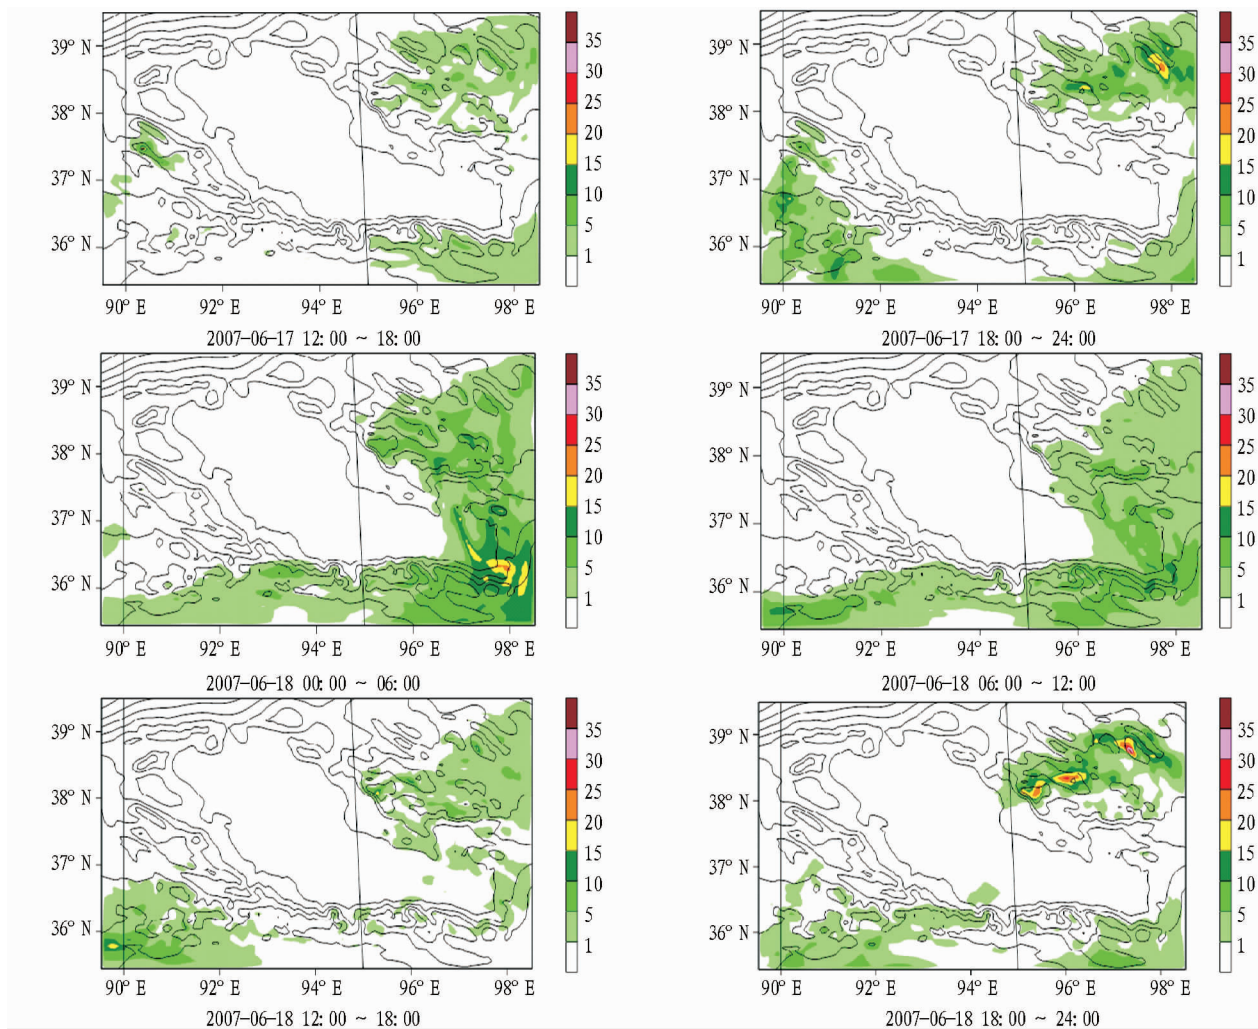 39° N
38° N
37° N
36° N
90° E
92° E
94° E
96° E
98° E
35
30
25
20
15
10
5
1
2007-06-17 12:00 ~ 18:00
39° N
38° N
37° N
36° N
90° E
92° E
94° E
96° E
98° E
35
30
25
20
15
10
5
1
2007-06-17 18:00 ~ 24:00
39° N
38° N
37° N
36° N
90° E
92° E
94° E
96° E
98° E
35
30
25
20
15
10
5
1
2007-06-18 00:00 ~ 06:00
39° N
38° N
37° N
36° N
90° E
92° E
94° E
96° E
98° E
35
30
25
20
15
10
5
1
2007-06-18 06:00 ~ 12:00
39° N
38° N
37° N
36° N
90° E
92° E
94° E
96° E
98° E
35
30
25
20
15
10
5
1
2007-06-18 12:00 ~ 18:00
39° N
38° N
37° N
36° N
90° E
92° E
94° E
96° E
98° E
35
30
25
20
15
10
5
1
2007-06-18 18:00 ~ 24:00